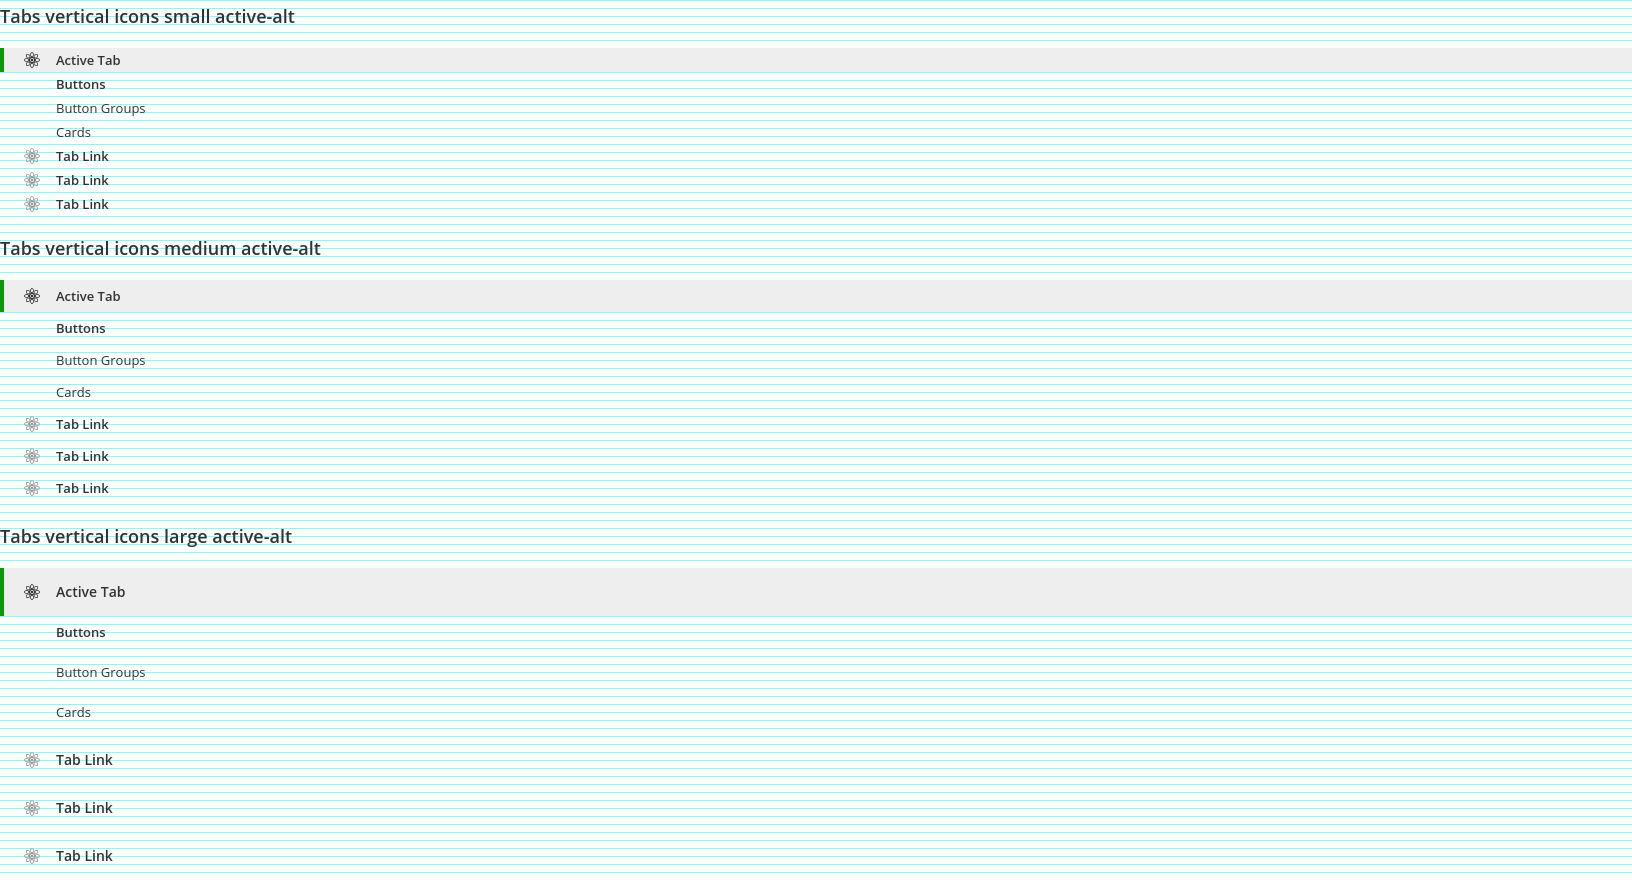 Tabs vertical icons small active-alt
Active Tab
Buttons
Button Groups
Cards
Tab Link
Tab Link
Tab Link
Tabs vertical icons medium active-alt
Active Tab
Buttons
Button Groups
Cards
Tab Link
Tab Link
Tab Link
Tabs vertical icons large active-alt
Active Tab
Buttons
Button Groups
Cards
Tab Link
Tab Link
Tab Link